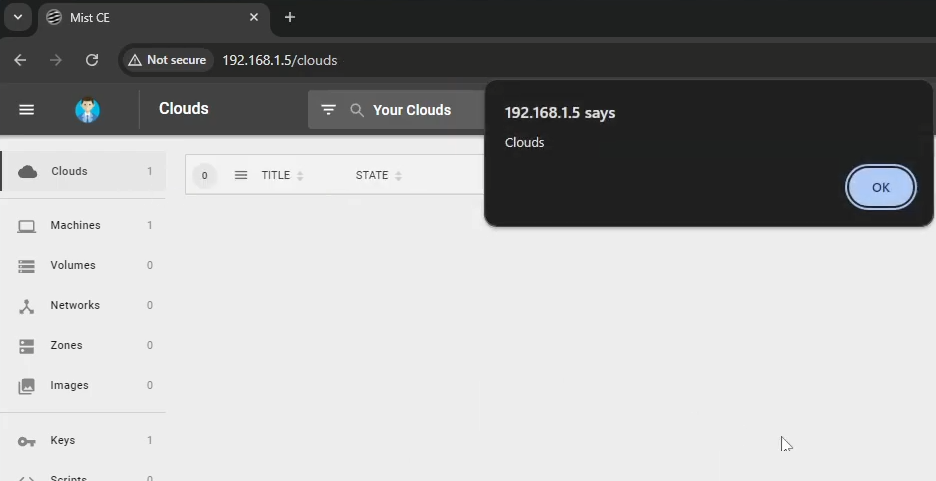 Mist CE
Not secure 192.168.1.5/clouds
Clouds
Your Clouds
192.168.1.5 says
Clouds
OK
Clouds 1
0 TITLE STATE
Machines 1
Volumes 0
Networks 0
Zones 0
Images 0
Keys 1
Scripts 0